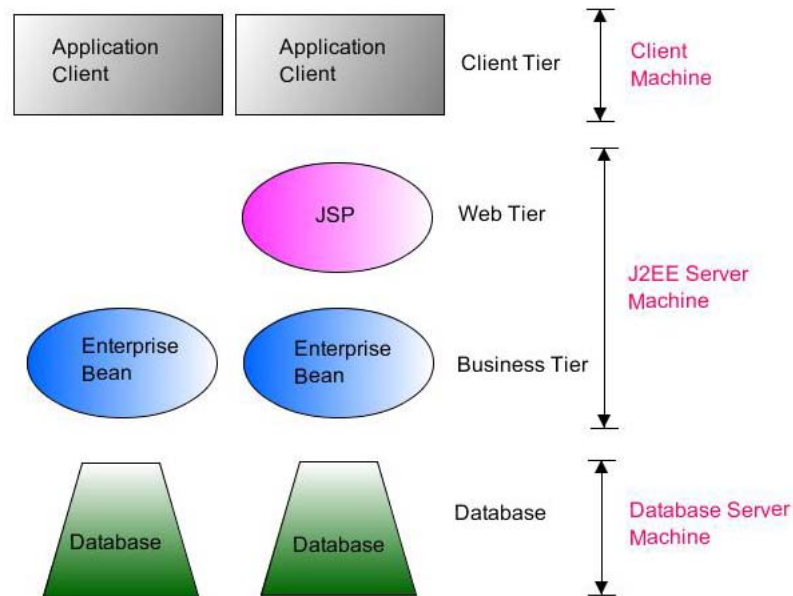 Application
Client
Application
Client
Client Tier
Client
Machine
JSP
Web Tier
J2EE Server
Machine
Enterprise
Bean
Enterprise
Bean
Business Tier
Database
Database
Database
Database Server
Machine